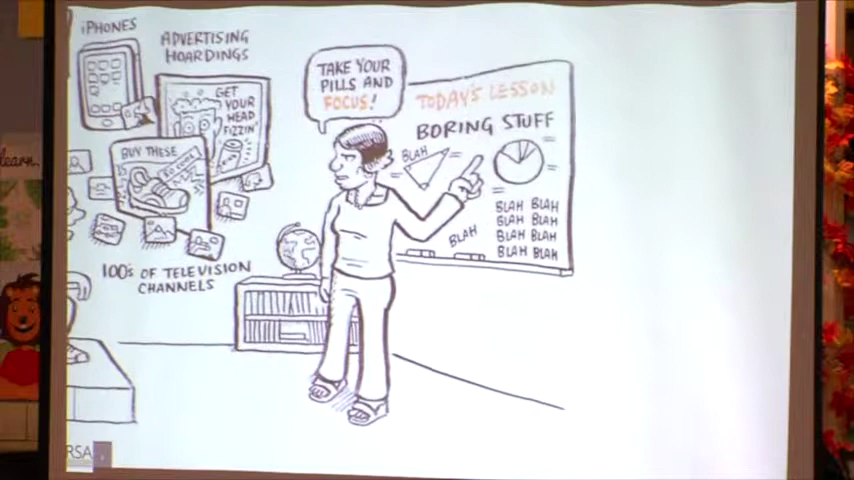 iPHONES
ADVERTISING
HOARDINGS
GET
YOUR
HEAD
FIZZIN'
BUY THESE
100's OF TELEVISION
CHANNELS
TAKE YOUR
PILLS AND
FOCUS!
TODAY'S LESSON
BORING STUFF
BLAH
BLAH
BLAH BLAH
BLAH BLAH
BLAH BLAH
BLAH BLAH
learn
RSA